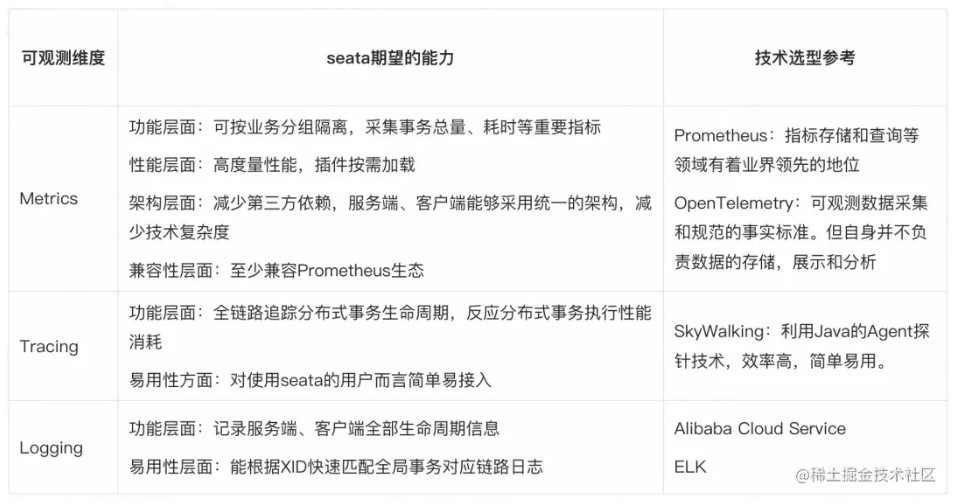 可观测维度
seata期望的能力
技术选型参考
Metrics
功能层面：可按业务分组隔离，采集事务总量、耗时等重要指标
性能层面：高度量性能，插件按需加载
架构层面：减少第三方依赖，服务端、客户端能够采用统一的架构，减
少技术复杂度
兼容性层面：至少兼容Prometheus生态
Prometheus：指标存储和查询等
领域有着业界领先的地位
OpenTelemetry：可观测数据采集
和规范的事实标准。但自身并不负
责数据的存储，展示和分析
Tracing
功能层面：全链路追踪分布式事务生命周期，反应分布式事务执行性能
消耗
易用性方面：对使用seata的用户而言简单易接入
SkyWalking：利用Java的Agent探
针技术，效率高，简单易用。
Logging
功能层面：记录服务端、客户端全部生命周期信息
易用性层面：能根据XID快速匹配全局事务对应链路日志
Alibaba Cloud Service
ELK
@稀土掘金技术社区